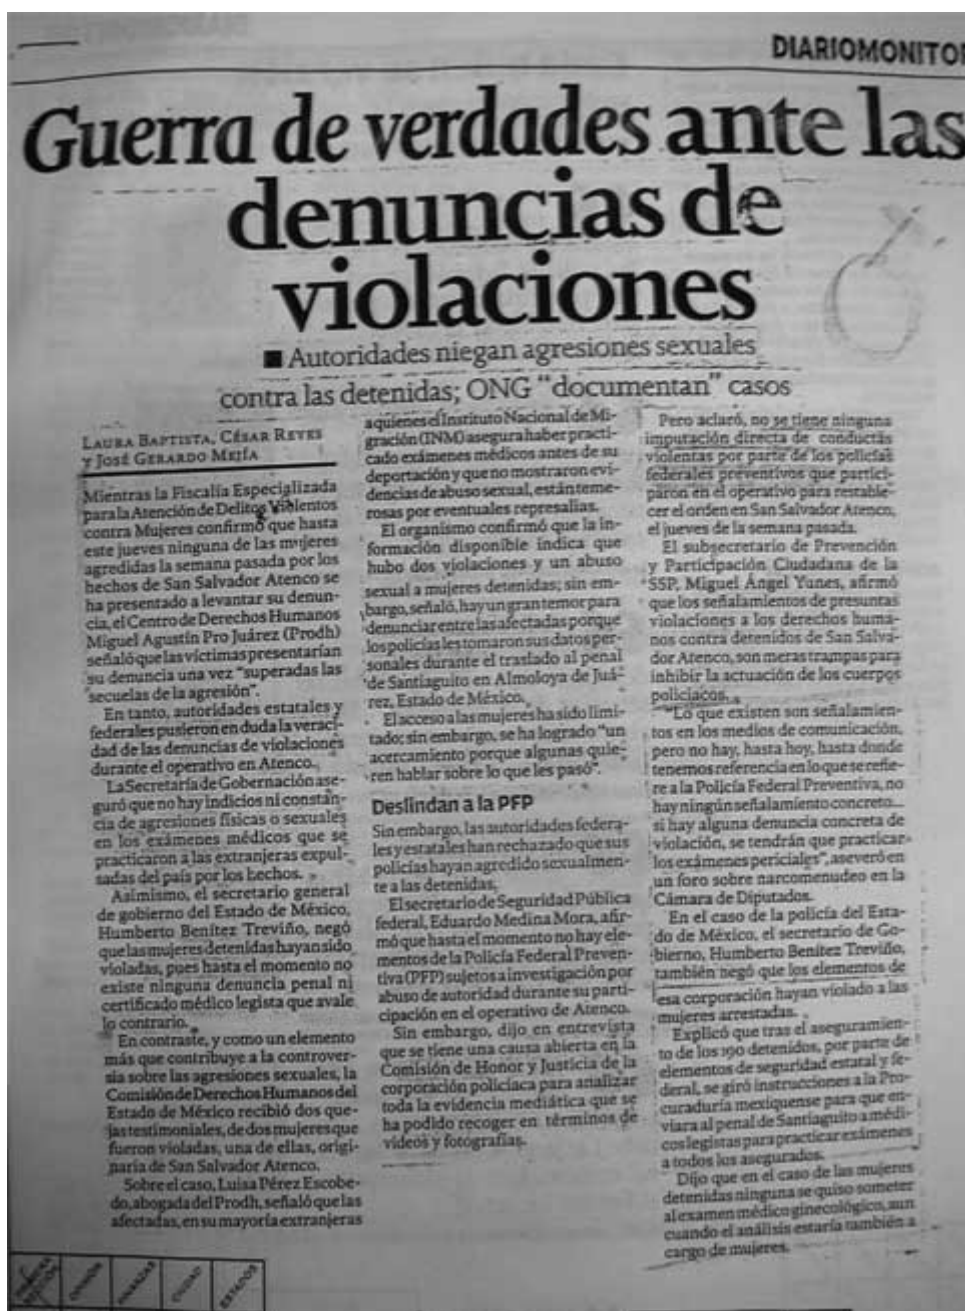 DIARIOMONITOR
Guerra de verdades ante las
denuncias de
violaciones
■ Autoridades niegan agresiones sexuales
contra las detenidas; ONG "documentan" casos
LAURA BAPTISTA, CÉSAR REYES
Y JOSÉ GERARDO MEJÍA
Mientras la Fiscalía Especializada
para la Atención de Delitos Violentos
contra Mujeres confirmó que hasta
este jueves ninguna de las mujeres
agredidas la semana pasada por los
hechos de San Salvador Atenco se
ha presentado a levantar su denun-
cia, el Centro de Derechos Humanos
Miguel Agustín Pro Juárez (Prodh)
señaló que las víctimas presentarían
su denuncia una vez "superadas las
secuelas de la agresión".
En tanto, autoridades estatales y
federales pusieron en duda la veraci-
dad de las denuncias de violaciones
durante el operativo en Atenco.
La Secretaría de Gobernación ase-
guró que no hay indicios ni constan-
cia de agresiones físicas o sexuales
en los exámenes médicos que se
practicaron a las extranjeras expul-
sadas del país por los hechos.
Asimismo, el secretario general
de gobierno del Estado de México,
Humberto Benítez Treviño, negó
que las mujeres detenidas hayan sido
violadas, pues hasta el momento no
existe ninguna denuncia penal ni
certificado médico legista que avale
lo contrario.
En contraste, y como un elemento
más que contribuye a la controver-
sia sobre las agresiones sexuales, la
Comisión de Derechos Humanos del
Estado de México recibió dos que-
jas testimoniales, de dos mujeres que
fueron violadas, una de ellas, origi-
naria de San Salvador Atenco.
Sobre el caso, Luisa Pérez Escobe-
do, abogada del Prodh, señaló que las
afectadas, en su mayoría extranjeras
a quienes el Instituto Nacional de Mi-
gración (INM) asegura haber practi-
cado exámenes médicos antes de su
deportación y que no mostraron evi-
dencias de abuso sexual, están teme-
rosas por eventuales represalias.
El organismo confirmó que la in-
formación disponible indica que
hubo dos violaciones y un abuso
sexual a mujeres detenidas; sin em-
bargo, señaló, hay un gran temor para
denunciar entre las afectadas porque
los policías les tomaron sus datos per-
sonales durante el traslado al penal
de Santiaguito en Almoloya de Juá-
rez, Estado de México.
El acceso a las mujeres ha sido limi-
tado; sin embargo, se ha logrado "un
acercamiento porque algunas quie-
ren hablar sobre lo que les pasó".
Deslindan a la PFP
Sin embargo, las autoridades federa-
les y estatales han rechazado que sus
policías hayan agredido sexualmen-
te a las detenidas.
El secretario de Seguridad Pública
federal, Eduardo Medina Mora, afir-
mó que hasta el momento no hay ele-
mentos de la Policía Federal Preven-
tiva (PFP) sujetos a investigación por
abuso de autoridad durante su parti-
cipación en el operativo de Atenco.
Sin embargo, dijo en entrevista
que se tiene una causa abierta en la
Comisión de Honor y Justicia de la
corporación policíaca para analizar
toda la evidencia mediática que se
ha podido recoger en términos de
videos y fotografías.
Pero aclaró, no se tiene ninguna
imputación directa de conductas
violentas por parte de los policías
federales preventivos que partici-
paron en el operativo para restable-
cer el orden en San Salvador Atenco,
el jueves de la semana pasada.
El subsecretario de Prevención
y Participación Ciudadana de la
SSP, Miguel Ángel Yunes, afirmó
que los señalamientos de presuntas
violaciones a los derechos huma-
nos contra detenidos de San Salva-
dor Atenco, son meras trampas para
inhibir la actuación de los cuerpos
policiacos.
"Lo que existen son señalamien-
tos en los medios de comunicación,
pero no hay, hasta hoy, hasta donde
tenemos referencia en lo que se refie-
re a la Policía Federal Preventiva, no
hay ningún señalamiento concreto...
si hay alguna denuncia concreta de
violación, se tendrán que practicar
los exámenes periciales", aseveró en
un foro sobre narcomenudeo en la
Cámara de Diputados.
En el caso de la policía del Esta-
do de México, el secretario de Go-
bierno, Humberto Benítez Treviño,
también negó que los elementos de
esa corporación hayan violado a las
mujeres arrestadas.
Explicó que tras el aseguramien-
to de los 190 detenidos, por parte de
elementos de seguridad estatal y fe-
deral, se giró instrucciones a la Pro-
curaduría mexiquense para que en-
viara al penal de Santiaguito a médi-
cos legistas para practicar exámenes
a todos los asegurados.
Dijo que en el caso de las mujeres
detenidas ninguna se quiso someter
al examen médico ginecológico, aun
cuando el análisis estaría también a
cargo de mujeres.
PRIMERA
SECCIÓN
OPINIÓN
FINANZAS
CIUDAD
ESTADOS